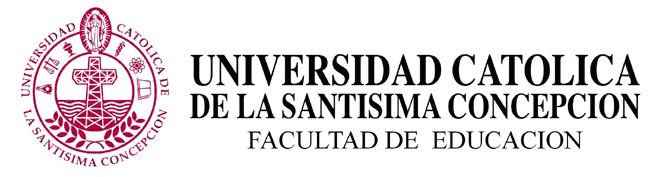 UNIVERSIDAD CATOLICA DE
LA SANTISIMA CONCEPCION
UNIVERSIDAD CATOLICA
DE LA SANTISIMA CONCEPCION
FACULTAD DE EDUCACION